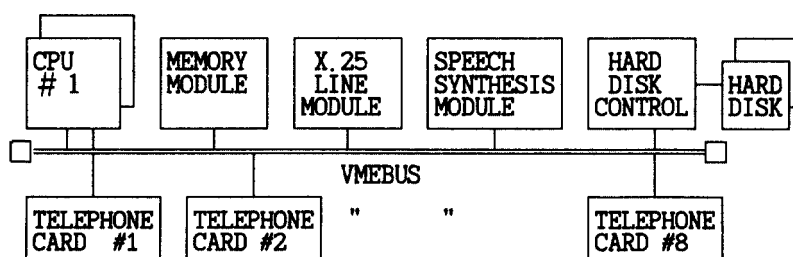 CPU
# 1
MEMORY
MODULE
X.25
LINE
MODULE
SPEECH
SYNTHESIS
MODULE
HARD
DISK
CONTROL
HARD
DISK
VMEBUS
TELEPHONE
CARD #1
TELEPHONE
CARD #2
" "
TELEPHONE
CARD #8